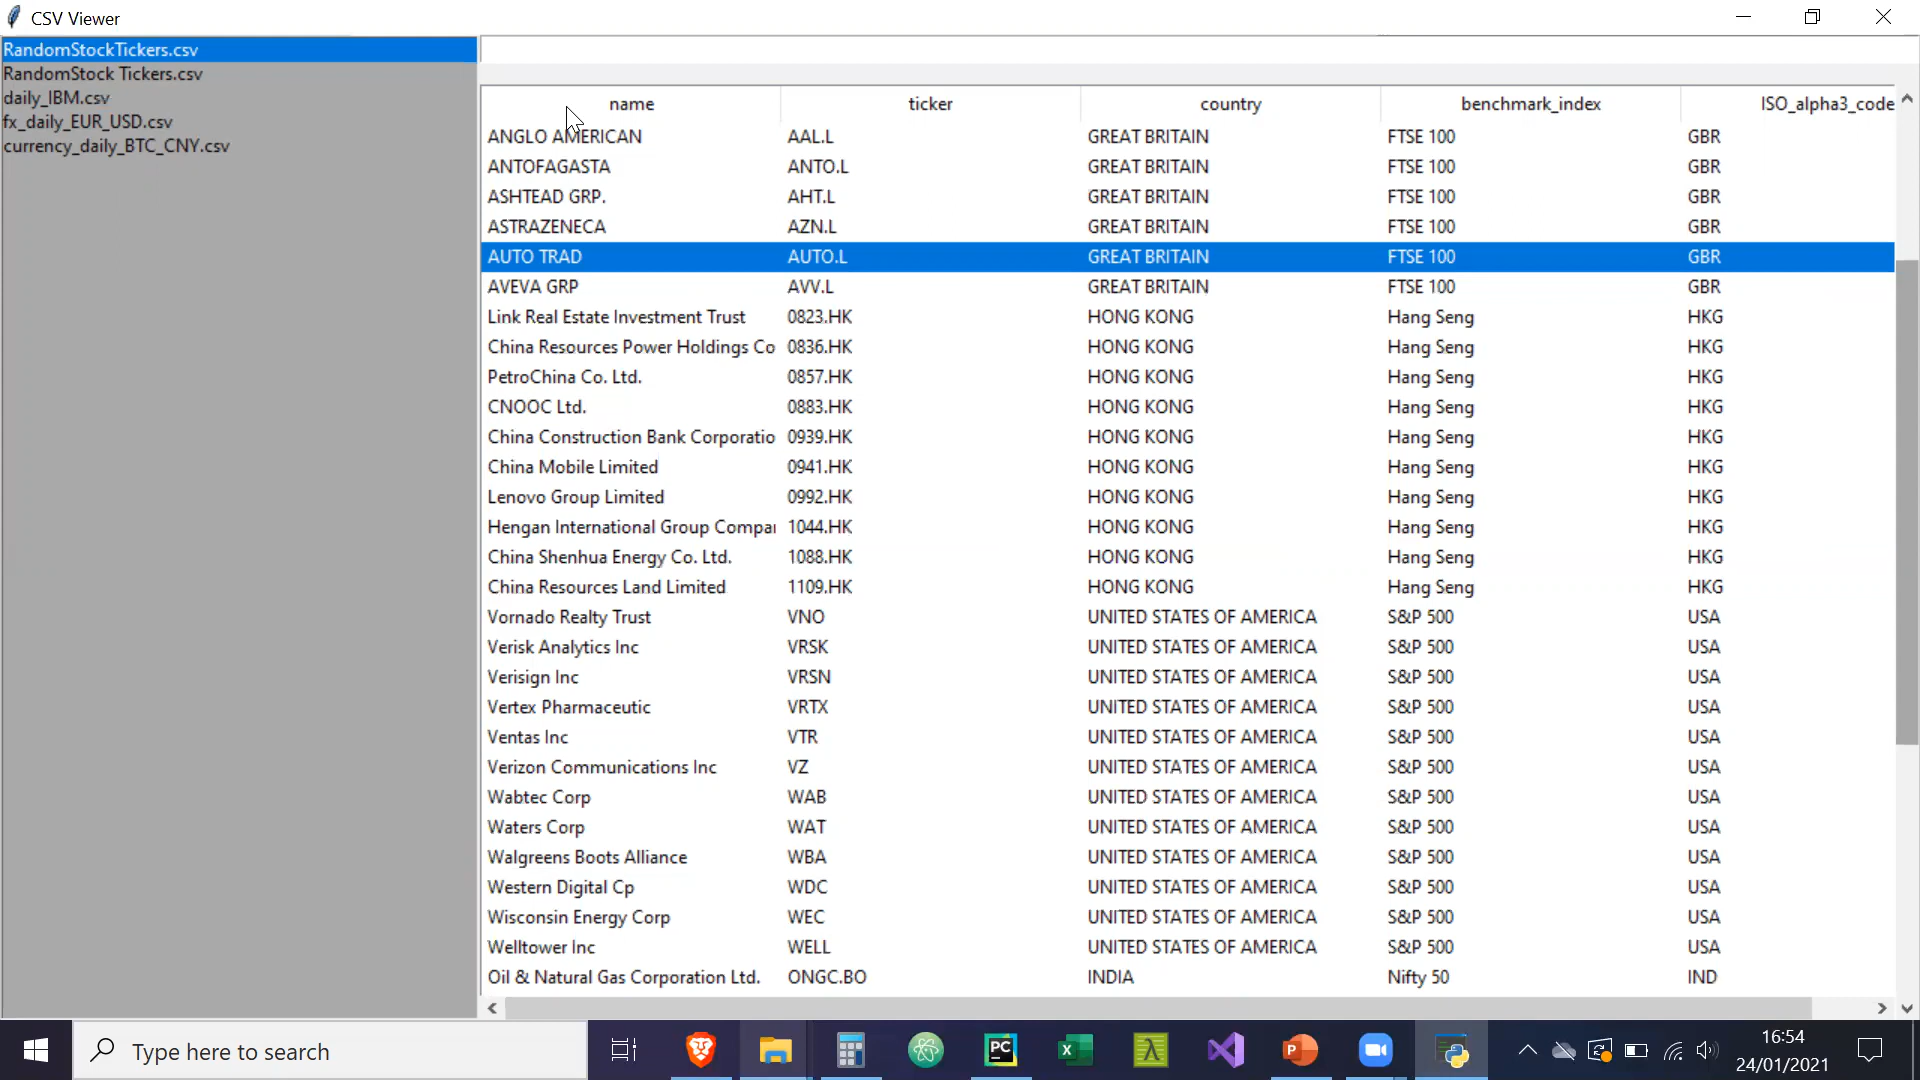 CSV Viewer
RandomStockTickers.csv
RandomStock Tickers.csv
daily_IBM.csv
fx_daily_EUR_USD.csv
currency_daily_BTC_CNY.csv
name ticker country benchmark_index ISO_alpha3_code
ANGLO AMERICAN AAL.L GREAT BRITAIN FTSE 100 GBR
ANTOFAGASTA ANTO.L GREAT BRITAIN FTSE 100 GBR
ASHTEAD GRP. AHT.L GREAT BRITAIN FTSE 100 GBR
ASTRAZENECA AZN.L GREAT BRITAIN FTSE 100 GBR
AUTO TRAD AUTO.L GREAT BRITAIN FTSE 100 GBR
AVEVA GRP AVV.L GREAT BRITAIN FTSE 100 GBR
Link Real Estate Investment Trust 0823.HK HONG KONG Hang Seng HKG
China Resources Power Holdings Co 0836.HK HONG KONG Hang Seng HKG
PetroChina Co. Ltd. 0857.HK HONG KONG Hang Seng HKG
CNOOC Ltd. 0883.HK HONG KONG Hang Seng HKG
China Construction Bank Corporatio 0939.HK HONG KONG Hang Seng HKG
China Mobile Limited 0941.HK HONG KONG Hang Seng HKG
Lenovo Group Limited 0992.HK HONG KONG Hang Seng HKG
Hengan International Group Compa 1044.HK HONG KONG Hang Seng HKG
China Shenhua Energy Co. Ltd. 1088.HK HONG KONG Hang Seng HKG
China Resources Land Limited 1109.HK HONG KONG Hang Seng HKG
Vornado Realty Trust VNO UNITED STATES OF AMERICA S&P 500 USA
Verisk Analytics Inc VRSK UNITED STATES OF AMERICA S&P 500 USA
Verisign Inc VRSN UNITED STATES OF AMERICA S&P 500 USA
Vertex Pharmaceutic VRTX UNITED STATES OF AMERICA S&P 500 USA
Ventas Inc VTR UNITED STATES OF AMERICA S&P 500 USA
Verizon Communications Inc VZ UNITED STATES OF AMERICA S&P 500 USA
Wabtec Corp WAB UNITED STATES OF AMERICA S&P 500 USA
Waters Corp WAT UNITED STATES OF AMERICA S&P 500 USA
Walgreens Boots Alliance WBA UNITED STATES OF AMERICA S&P 500 USA
Western Digital Cp WDC UNITED STATES OF AMERICA S&P 500 USA
Wisconsin Energy Corp WEC UNITED STATES OF AMERICA S&P 500 USA
Welltower Inc WELL UNITED STATES OF AMERICA S&P 500 USA
Oil & Natural Gas Corporation Ltd. ONGC.BO INDIA Nifty 50 IND
Type here to search
PC
X
λ
P
16:54
24/01/2021